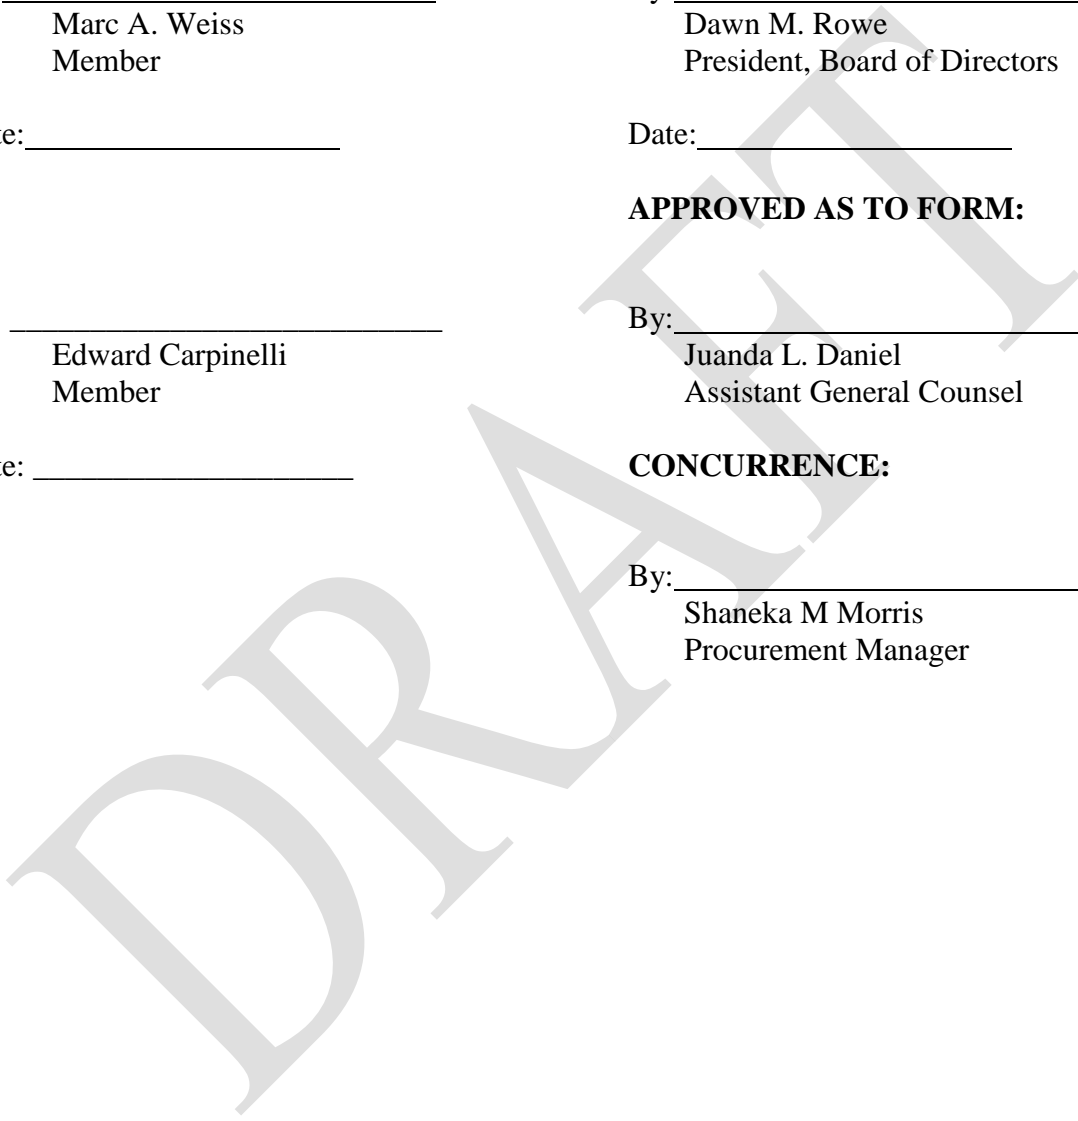 Marc A. Weiss
Member
Dawn M. Rowe
President, Board of Directors
Date:
APPROVED AS TO FORM:
Edward Carpinelli
Member
By:
Juanda L. Daniel
Assistant General Counsel
CONCURRENCE:
By:
Shaneka M Morris
Procurement Manager
DRAFT